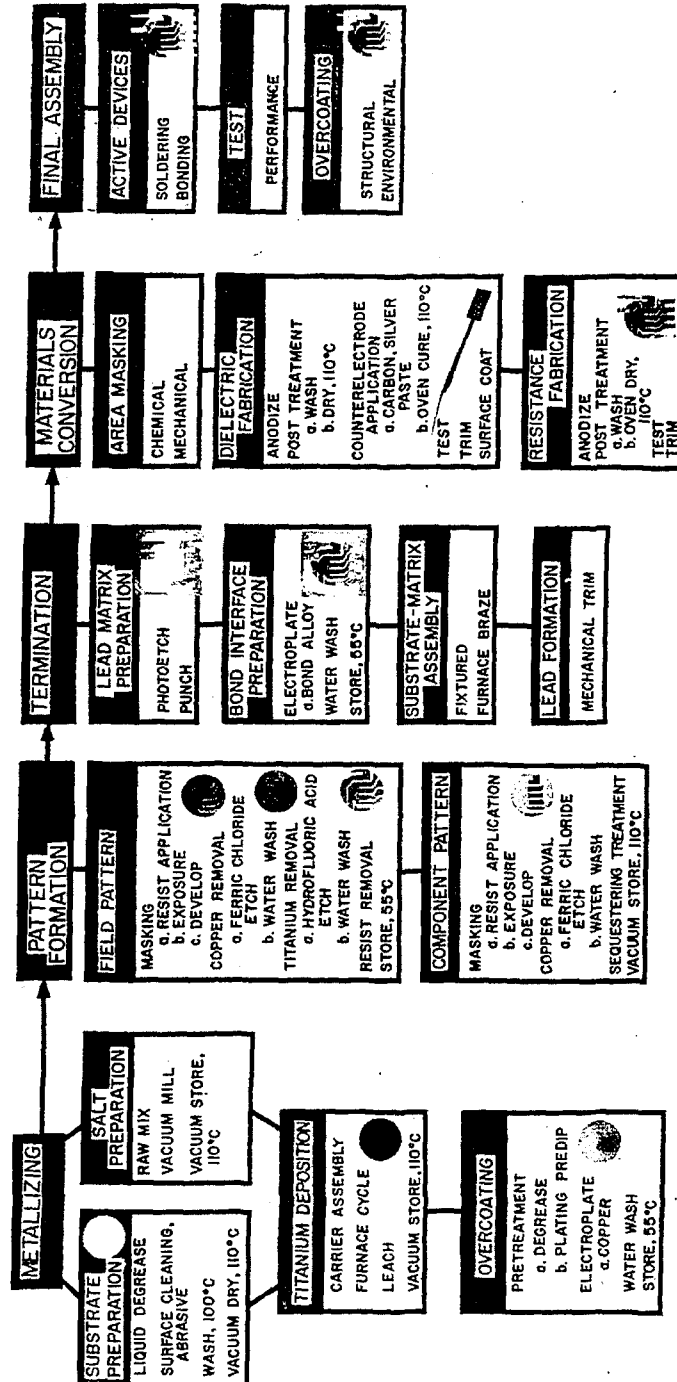 METALLIZING
SUBSTRATE
PREPARATION
LIQUID DEGREASE
SURFACE CLEANING,
ABRASIVE
WASH, 100°C
VACUUM DRY, 110°C
SALT
PREPARATION
RAW MIX
VACUUM MILL
VACUUM STORE,
110°C
TITANIUM DEPOSITION
CARRIER ASSEMBLY
FURNACE CYCLE
LEACH
VACUUM STORE, 110°C
OVERCOATING
PRETREATMENT
a. DEGREASE
b. PLATING PREDIP
ELECTROPLATE
a. COPPER
WATER WASH
STORE, 55°C
PATTERN
FORMATION
FIELD PATTERN
MASKING
a. RESIST APPLICATION
b. EXPOSURE
c. DEVELOP
COPPER REMOVAL
a. FERRIC CHLORIDE
ETCH
b. WATER WASH
TITANIUM REMOVAL
a. HYDROFLUORIC ACID
ETCH
b. WATER WASH
RESIST REMOVAL
STORE, 55°C
COMPONENT PATTERN
MASKING
a. RESIST APPLICATION
b. EXPOSURE
c. DEVELOP
COPPER REMOVAL
a. FERRIC CHLORIDE
ETCH
b. WATER WASH
SEQUESTERING TREATMENT
VACUUM STORE, 110°C
TERMINATION
LEAD MATRIX
PREPARATION
PHOTOETCH
PUNCH
BOND INTERFACE
PREPARATION
ELECTROPLATE
a. BOND ALLOY
WATER WASH
STORE, 55°C
SUBSTRATE-MATRIX
ASSEMBLY
FIXTURED
FURNACE BRAZE
LEAD FORMATION
MECHANICAL TRIM
MATERIALS
CONVERSION
AREA MASKING
CHEMICAL
MECHANICAL
DIELECTRIC
FABRICATION
ANODIZE
POST TREATMENT
a. WASH
b. DRY, 110°C
COUNTERELECTRODE
APPLICATION
a. CARBON, SILVER
PASTE
b. OVEN CURE, 110°C
TEST
TRIM
SURFACE COAT
RESISTANCE
FABRICATION
ANODIZE
POST TREATMENT
a. WASH
b. OVEN DRY,
110°C
TEST
TRIM
FINAL ASSEMBLY
ACTIVE DEVICES
SOLDERING
BONDING
TEST
PERFORMANCE
OVERCOATING
STRUCTURAL
ENVIRONMENTAL